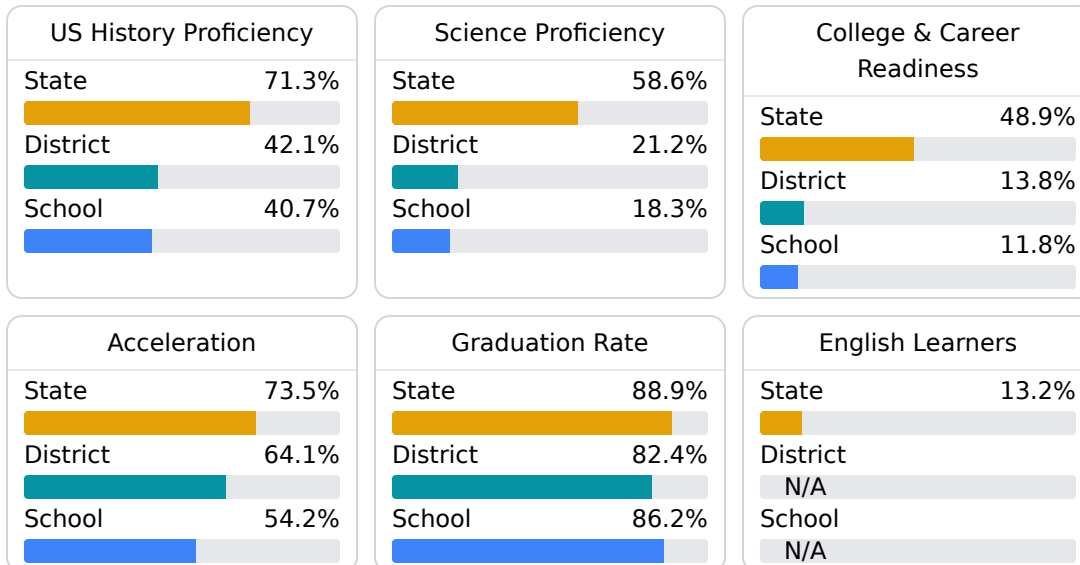 US History Proficiency
State 71.3%
District 42.1%
School 40.7%
Science Proficiency
State 58.6%
District 21.2%
School 18.3%
College & Career
Readiness
State 48.9%
District 13.8%
School 11.8%
Acceleration
State 73.5%
District 64.1%
School 54.2%
Graduation Rate
State 88.9%
District 82.4%
School 86.2%
English Learners
State 13.2%
District
N/A
School
N/A